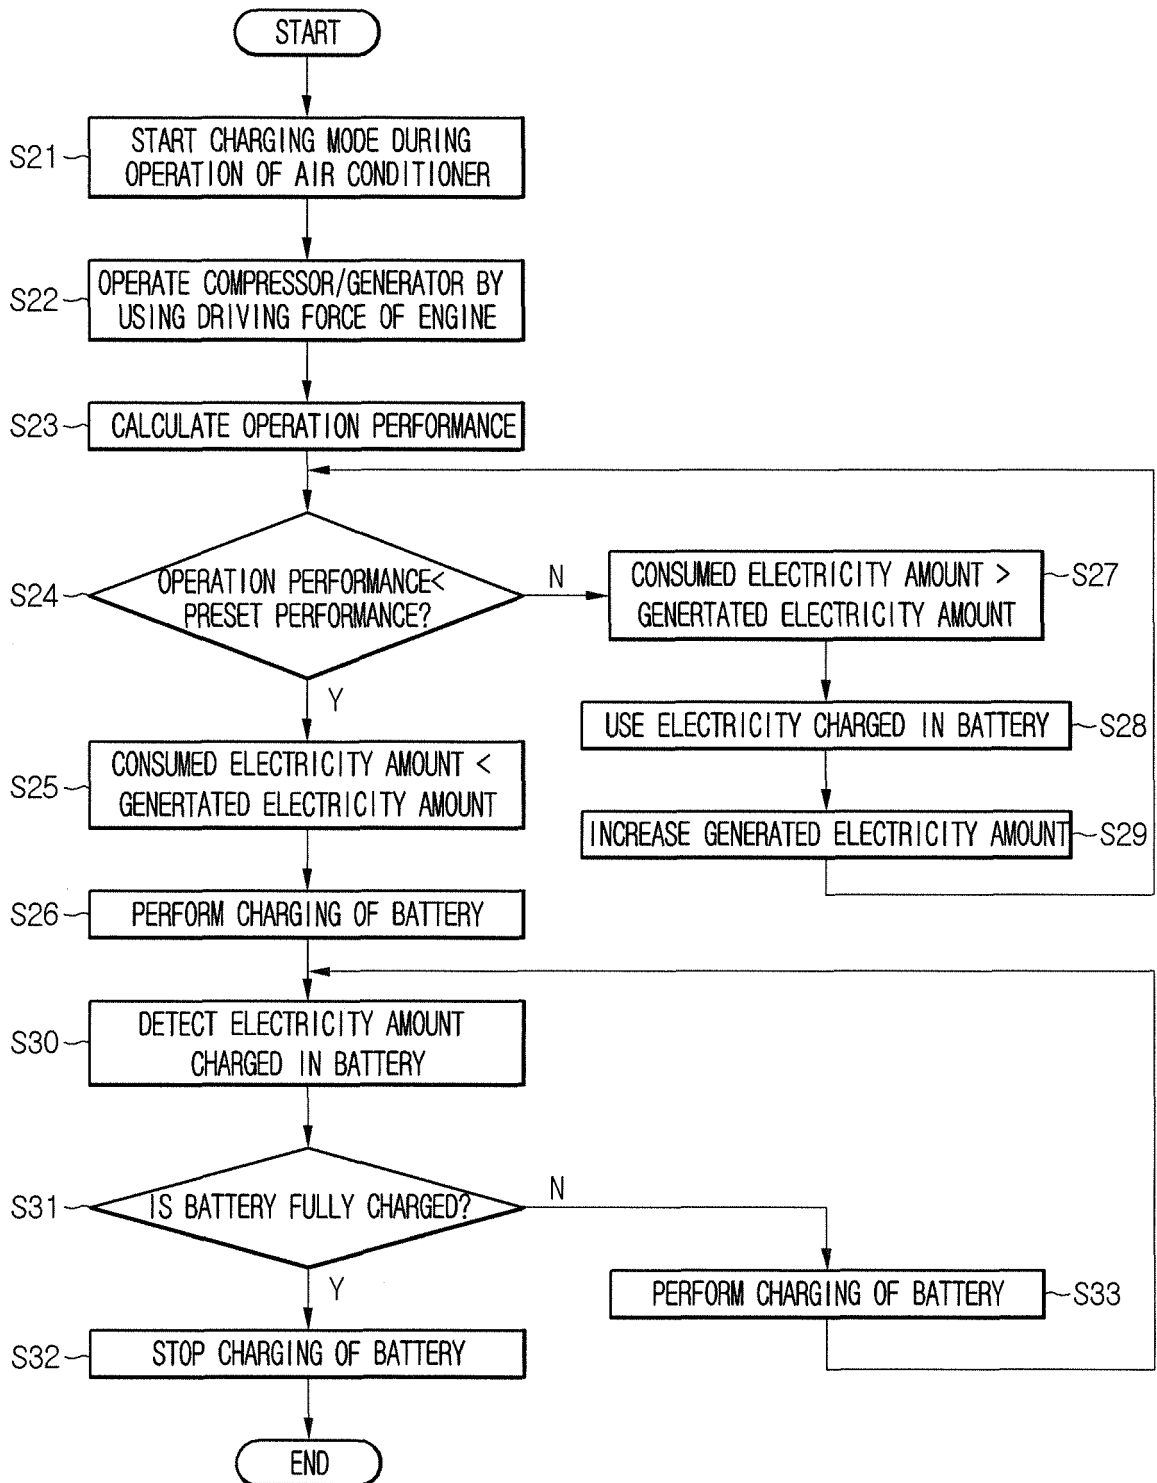 START
S21
START CHARGING MODE DURING
OPERATION OF AIR CONDITIONER
S22
OPERATE COMPRESSOR/GENERATOR BY
USING DRIVING FORCE OF ENGINE
S23
CALCULATE OPERATION PERFORMANCE
S24
OPERATION PERFORMANCE<
PRESET PERFORMANCE?
N
Y
CONSUMED ELECTRICITY AMOUNT >
GENERTATED ELECTRICITY AMOUNT
S27
USE ELECTRICITY CHARGED IN BATTERY
S28
INCREASE GENERATED ELECTRICITY AMOUNT
S29
S25
CONSUMED ELECTRICITY AMOUNT <
GENERTATED ELECTRICITY AMOUNT
S26
PERFORM CHARGING OF BATTERY
S30
DETECT ELECTRICITY AMOUNT
CHARGED IN BATTERY
S31
IS BATTERY FULLY CHARGED?
N
Y
PERFORM CHARGING OF BATTERY
S33
S32
STOP CHARGING OF BATTERY
END